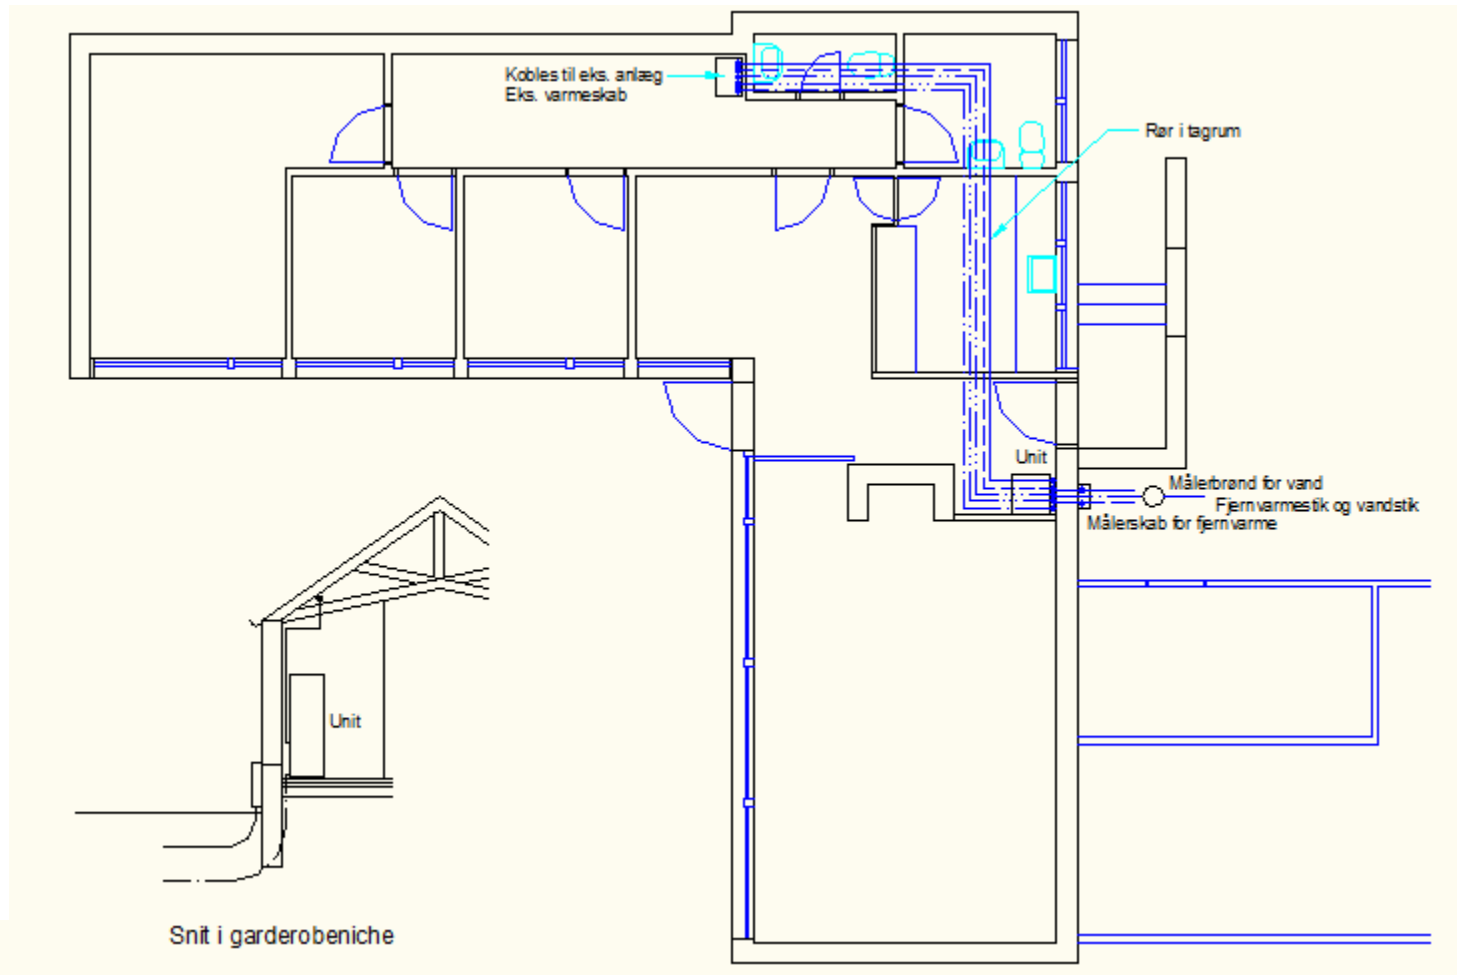 Kobles til eks. anlæg
Eks. varmeskab
Rør i tagrum
Unit
Målerbrønd for vand
Fjernvarmestik og vandstik
Målerskab for fjernvarme
Unit
Snit i garderobeniche